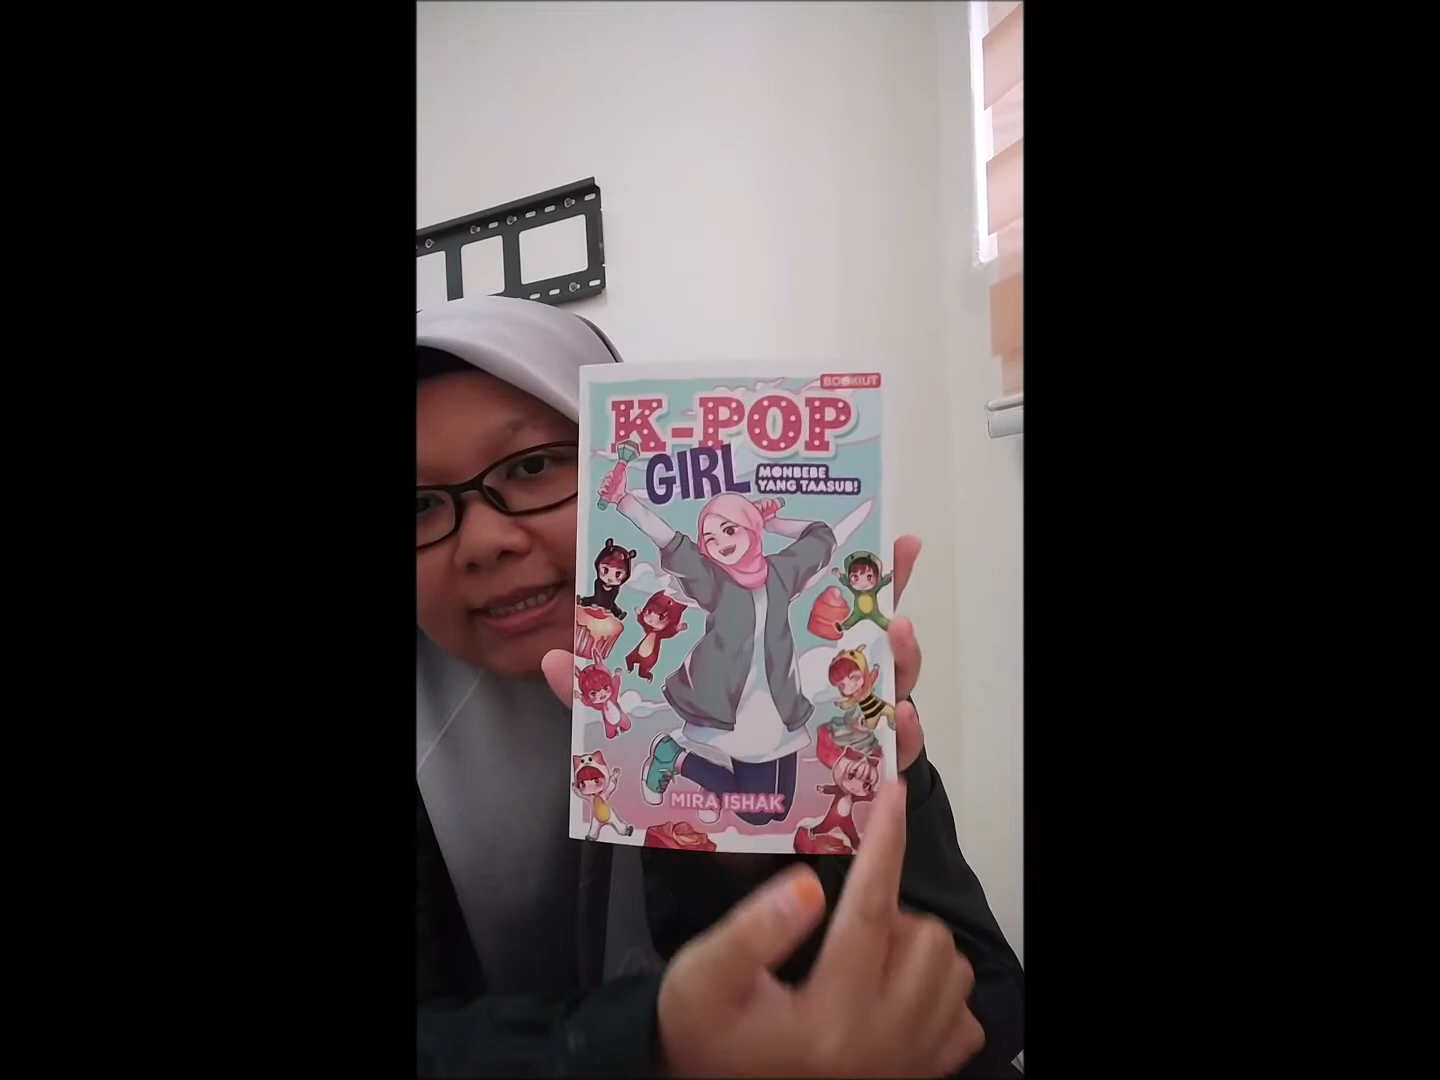 BOOKIUT
K-POP
GIRL
MONBEBE
YANG TAASUB!
MIRA ISHAK